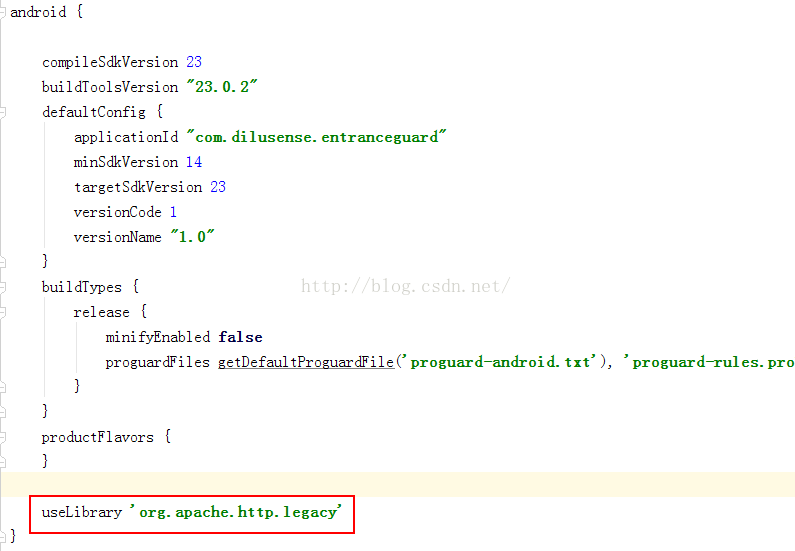 android {
compileSdkVersion 23
buildToolsVersion "23.0.2"
defaultConfig {
applicationId "com.dilusense.entranceguard"
minSdkVersion 14
targetSdkVersion 23
versionCode 1
versionName "1.0"
}
buildTypes {
http://blog.csdn.net/
release {
minifyEnabled false
proguardFiles getDefaultProguardFile('proguard-android.txt'), 'proguard-rules.pro
}
}
productFlavors {
}
useLibrary 'org.apache.http.legacy'
}